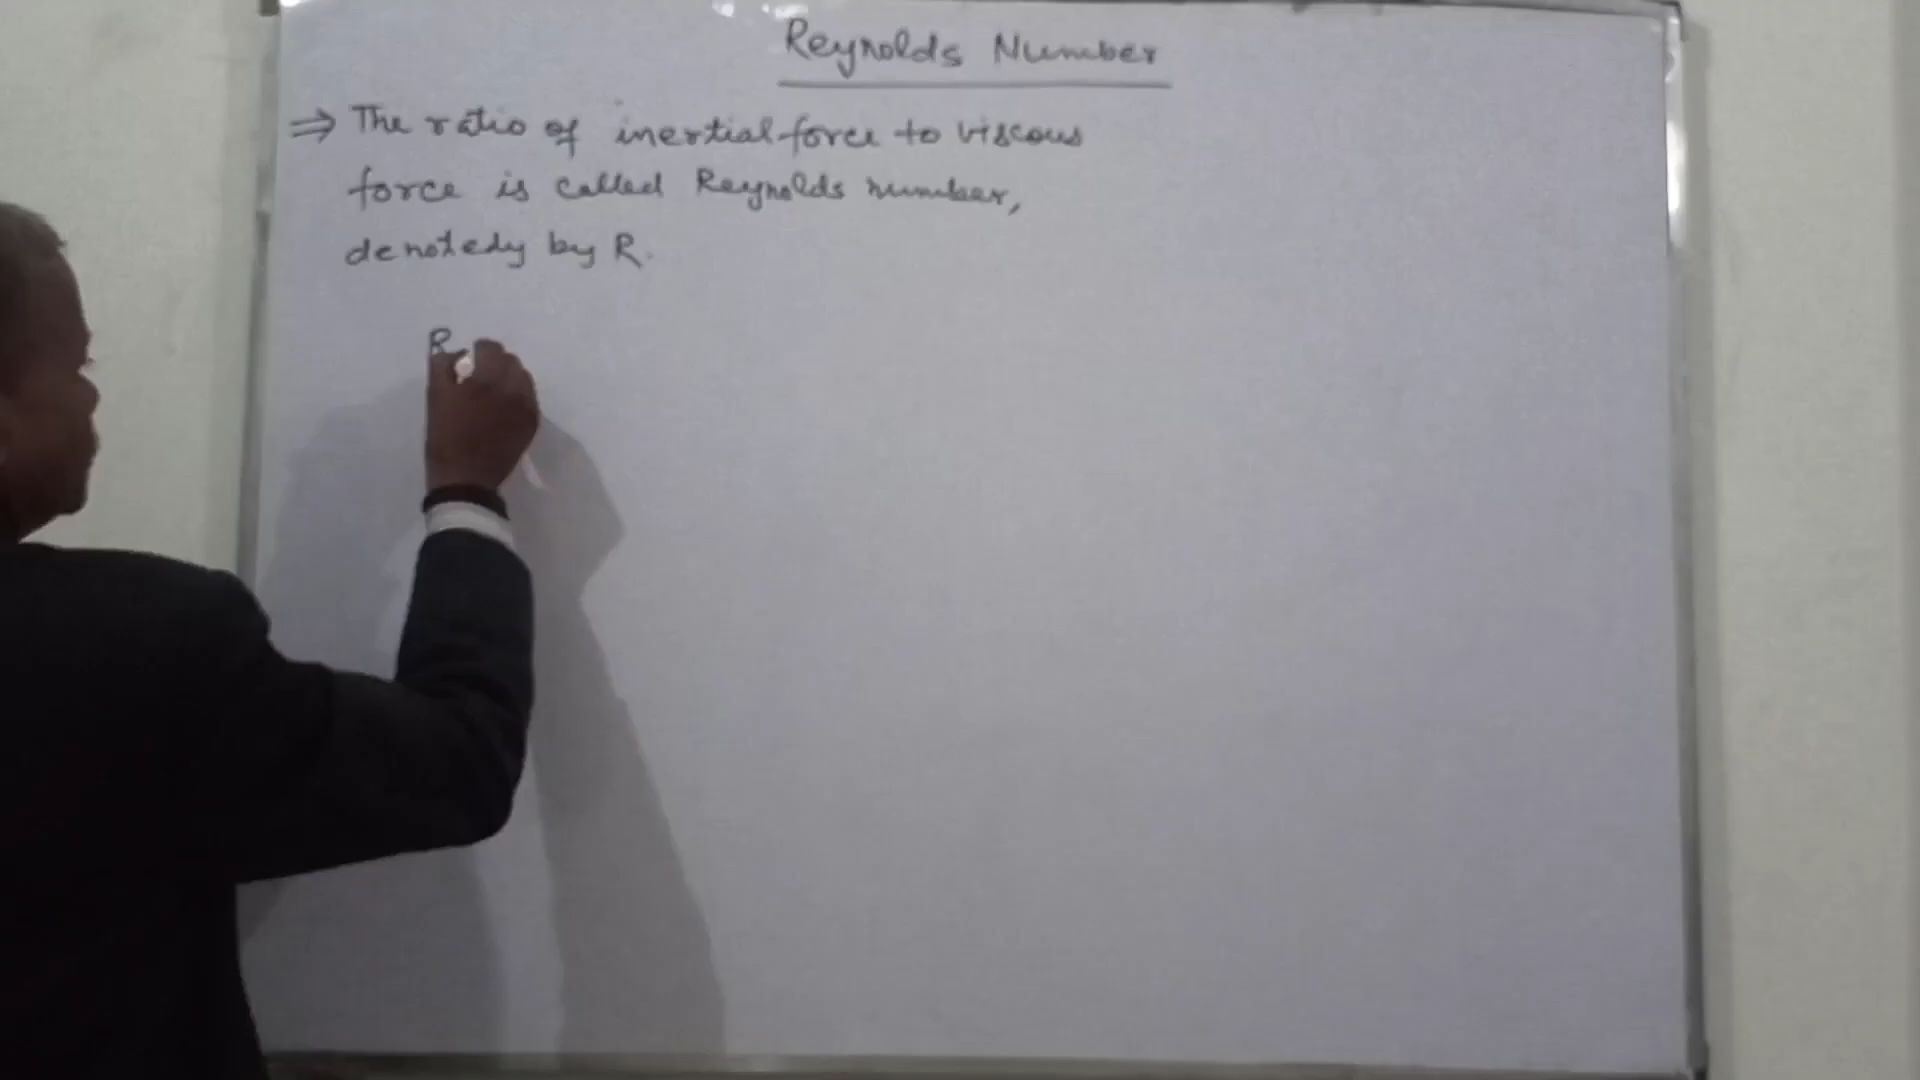 Reynolds Number
⇒ The ratio of inertial force to viscous
force is called Reynolds number,
denotedy by R.
R